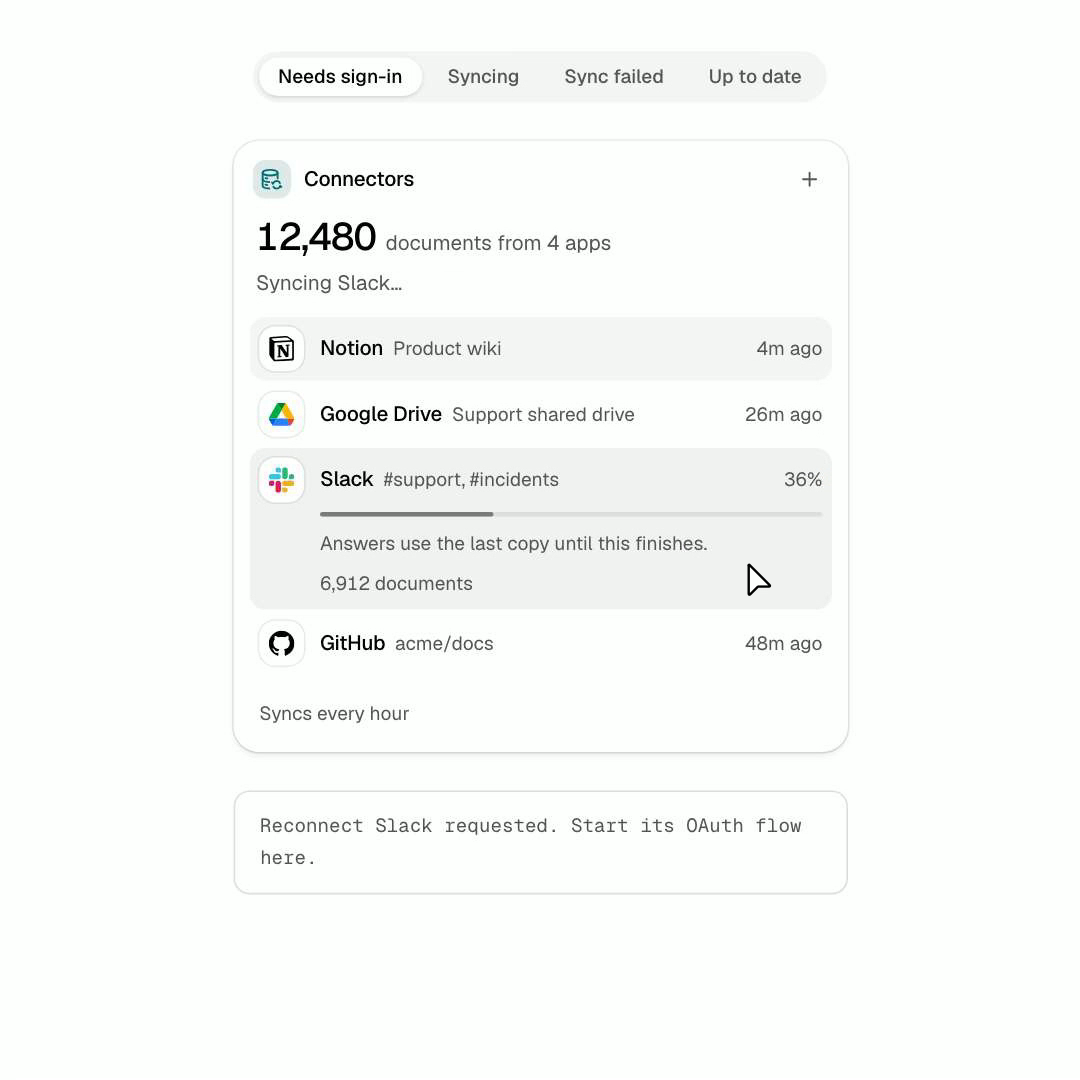 Needs sign-in Syncing Sync failed Up to date
Connectors
12,480 documents from 4 apps
Syncing Slack…
Notion Product wiki 4m ago
Google Drive Support shared drive 26m ago
Slack #support, #incidents 36%
Answers use the last copy until this finishes.
6,912 documents
GitHub acme/docs 48m ago
Syncs every hour
Reconnect Slack requested. Start its OAuth flow
here.